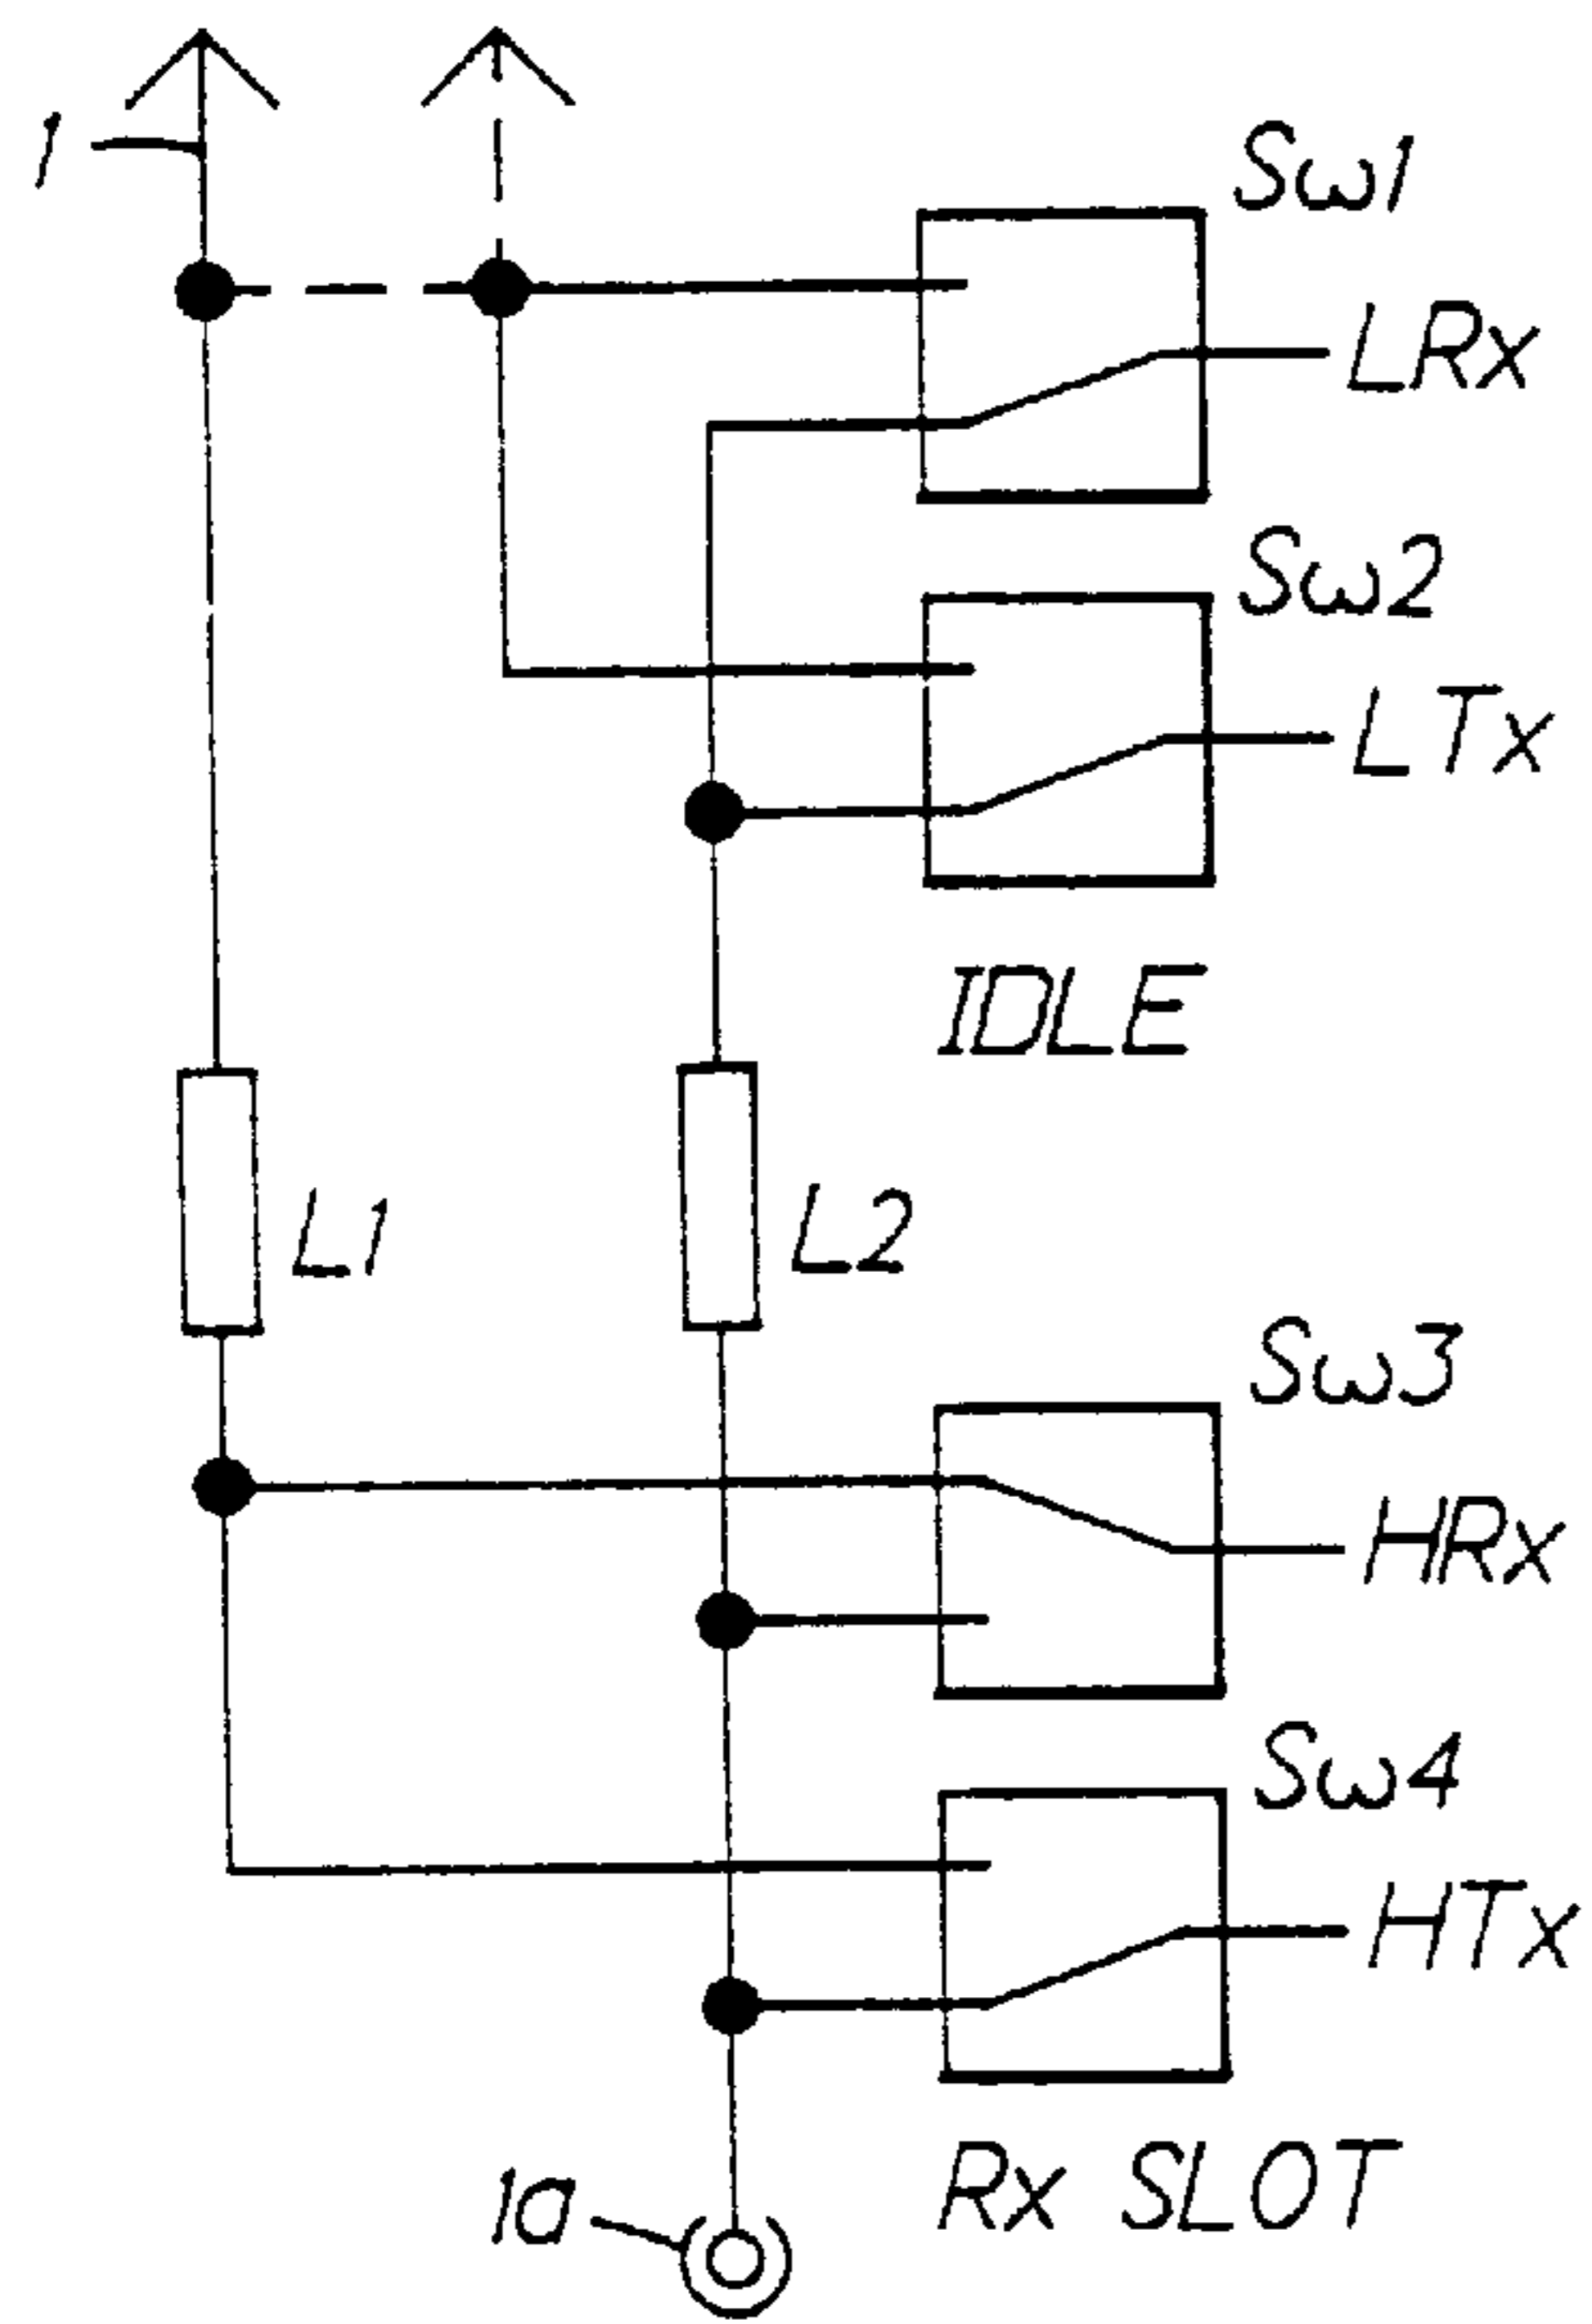 1
Sw1
LRx
Sw2
LTx
IDLE
L1
L2
Sw3
HRx
Sw4
HTx
Rx SLOT
1a